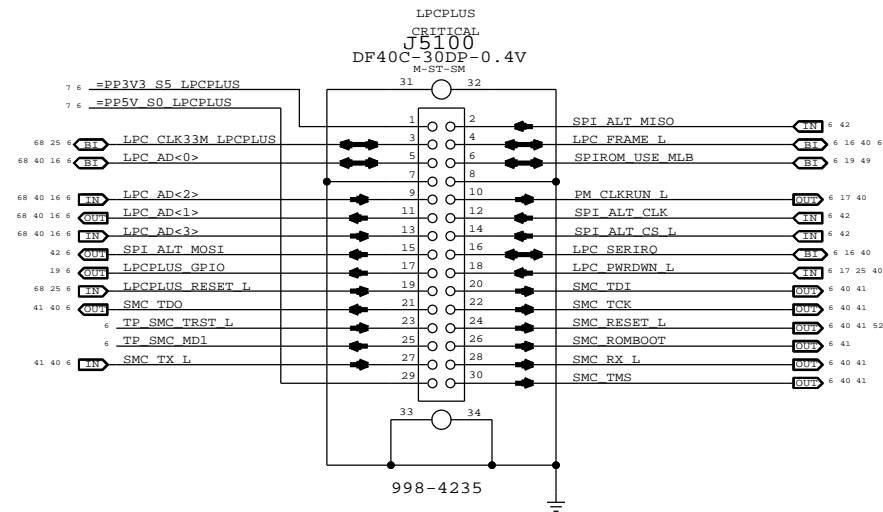 LPCPLUS
CRITICAL
J5100
DF40C-30DP-0.4V
M-ST-SM
31 32
7 6 =PP3V3_S5_LPCPLUS
7 6 =PP5V_S0_LPCPLUS
1 2 SPI_ALT_MISO IN 6 42
68 25 6 BI LPC_CLK33M_LPCPLUS 3 4 LPC_FRAME_L BI 6 16 40 6
68 40 16 6 BI LPC_AD<0> 5 6 SPIROM_USE_MLB BI 6 19 49
7 8
68 40 16 6 IN LPC_AD<2> 9 10 PM_CLKRUN_L OUT 6 17 40
68 40 16 6 OUT LPC_AD<1> 11 12 SPI_ALT_CLK IN 6 42
68 40 16 6 IN LPC_AD<3> 13 14 SPI_ALT_CS_L IN 6 42
42 6 OUT SPI_ALT_MOSI 15 16 LPC_SERIRQ BI 6 16 40
19 6 OUT LPCPLUS_GPIO 17 18 LPC_PWRDWN_L IN 6 17 25 40
68 25 6 IN LPCPLUS_RESET_L 19 20 SMC_TDI OUT 6 40 41
41 40 6 OUT SMC_TDO 21 22 SMC_TCK OUT 6 40 41
6 TP_SMC_TRST_L 23 24 SMC_RESET_L OUT 6 40 41 52
6 TP_SMC_MD1 25 26 SMC_ROMBOOT OUT 6 41
41 40 6 IN SMC_TX_L 27 28 SMC_RX_L OUT 6 40 41
29 30 SMC_TMS OUT 6 40 41
33 34
998-4235